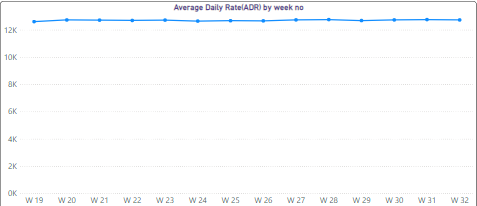 Average Daily Rate(ADR) by week no
12K
10K
8K
6K
4K
2K
0K
W 19 W 20 W 21 W 22 W 23 W 24 W 25 W 26 W 27 W 28 W 29 W 30 W 31 W 32